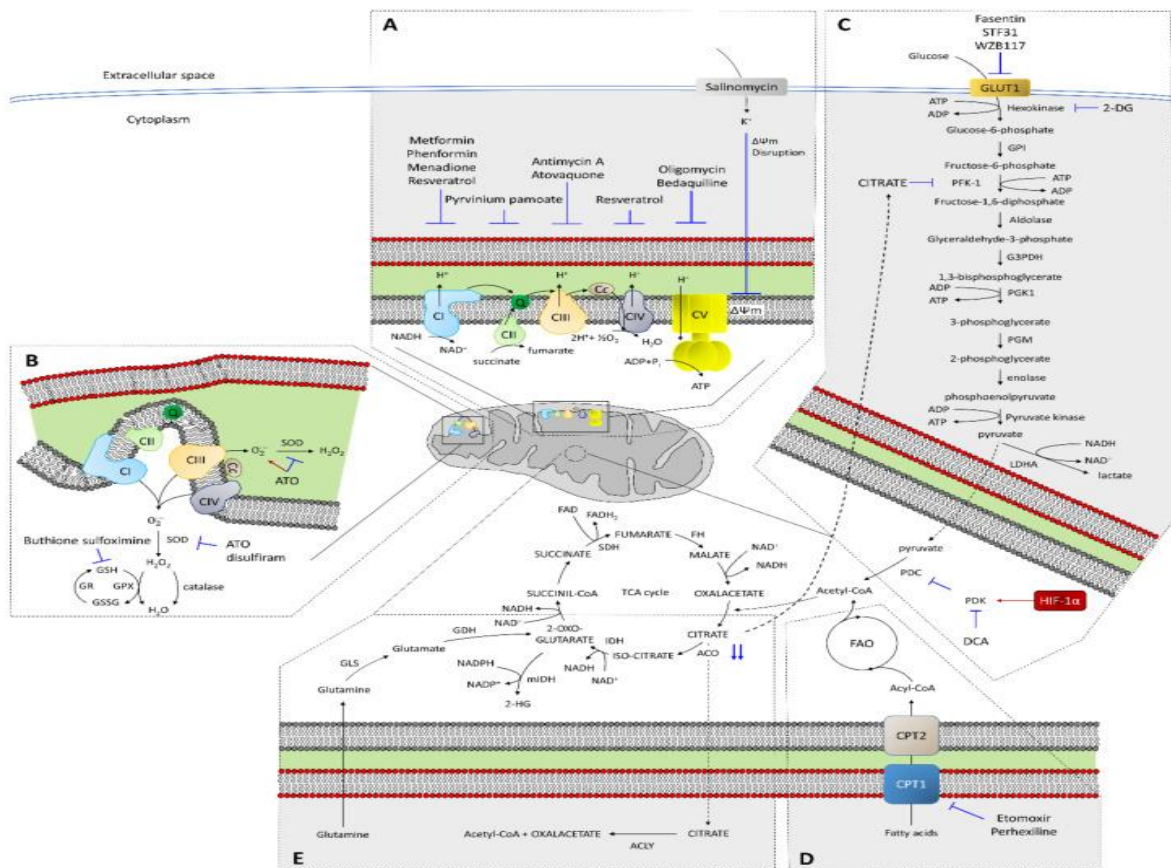 A
Extracellular space
Cytoplasm
Salinomycin
K⁺
ΔΨm
Disruption
Metformin
Phenformin
Menadione
Resveratrol
Pyrvinium pamoate
Antimycin A
Atovaquone
Resveratrol
Oligomycin
Bedaquiline
H⁺
H⁺
H⁺
H⁺
CI
Q
CII
CIII
Cc
CIV
CV
ΔΨm
NADH
NAD⁺
succinate
fumarate
2H⁺+ ½O₂
H₂O
ADP+Pᵢ
ATP
B
Q
CII
CI
CIII
Cc
CIV
O₂⁻
SOD
H₂O₂
ATO
O₂⁻
SOD
ATO
disulfiram
Buthione sulfoximine
H₂O₂
GSH
GR
GPX
catalase
GSSG
H₂O
C
Fasentin
STF31
WZB117
Glucose
GLUT1
ATP
ADP
Hexokinase
2-DG
Glucose-6-phosphate
GPI
Fructose-6-phosphate
CITRATE
PFK-1
ATP
ADP
Fructose-1,6-diphosphate
Aldolase
Glyceraldehyde-3-phosphate
G3PDH
1,3-bisphosphoglycerate
ADP
ATP
PGK1
3-phosphoglycerate
PGM
2-phosphoglycerate
enolase
phosphoenolpyruvate
ADP
ATP
Pyruvate kinase
pyruvate
NADH
NAD⁺
LDHA
lactate
pyruvate
PDC
PDK
HIF-1α
DCA
Acetyl-CoA
FAD
FADH₂
SDH
FUMARATE
FH
MALATE
NAD⁺
NADH
SUCCINATE
SUCCINIL-CoA
TCA cycle
OXALACETATE
NADH
NAD⁺
2-OXO-
GLUTARATE
IDH
ISO-CITRATE
CITRATE
ACO
NADH
NAD⁺
GDH
Glutamate
GLS
Glutamine
NADPH
NADP⁺
mIDH
2-HG
Glutamine
Acetyl-CoA + OXALACETATE
ACLY
CITRATE
E
FAO
Acyl-CoA
CPT2
CPT1
Etomoxir
Perhexiline
Fatty acids
D